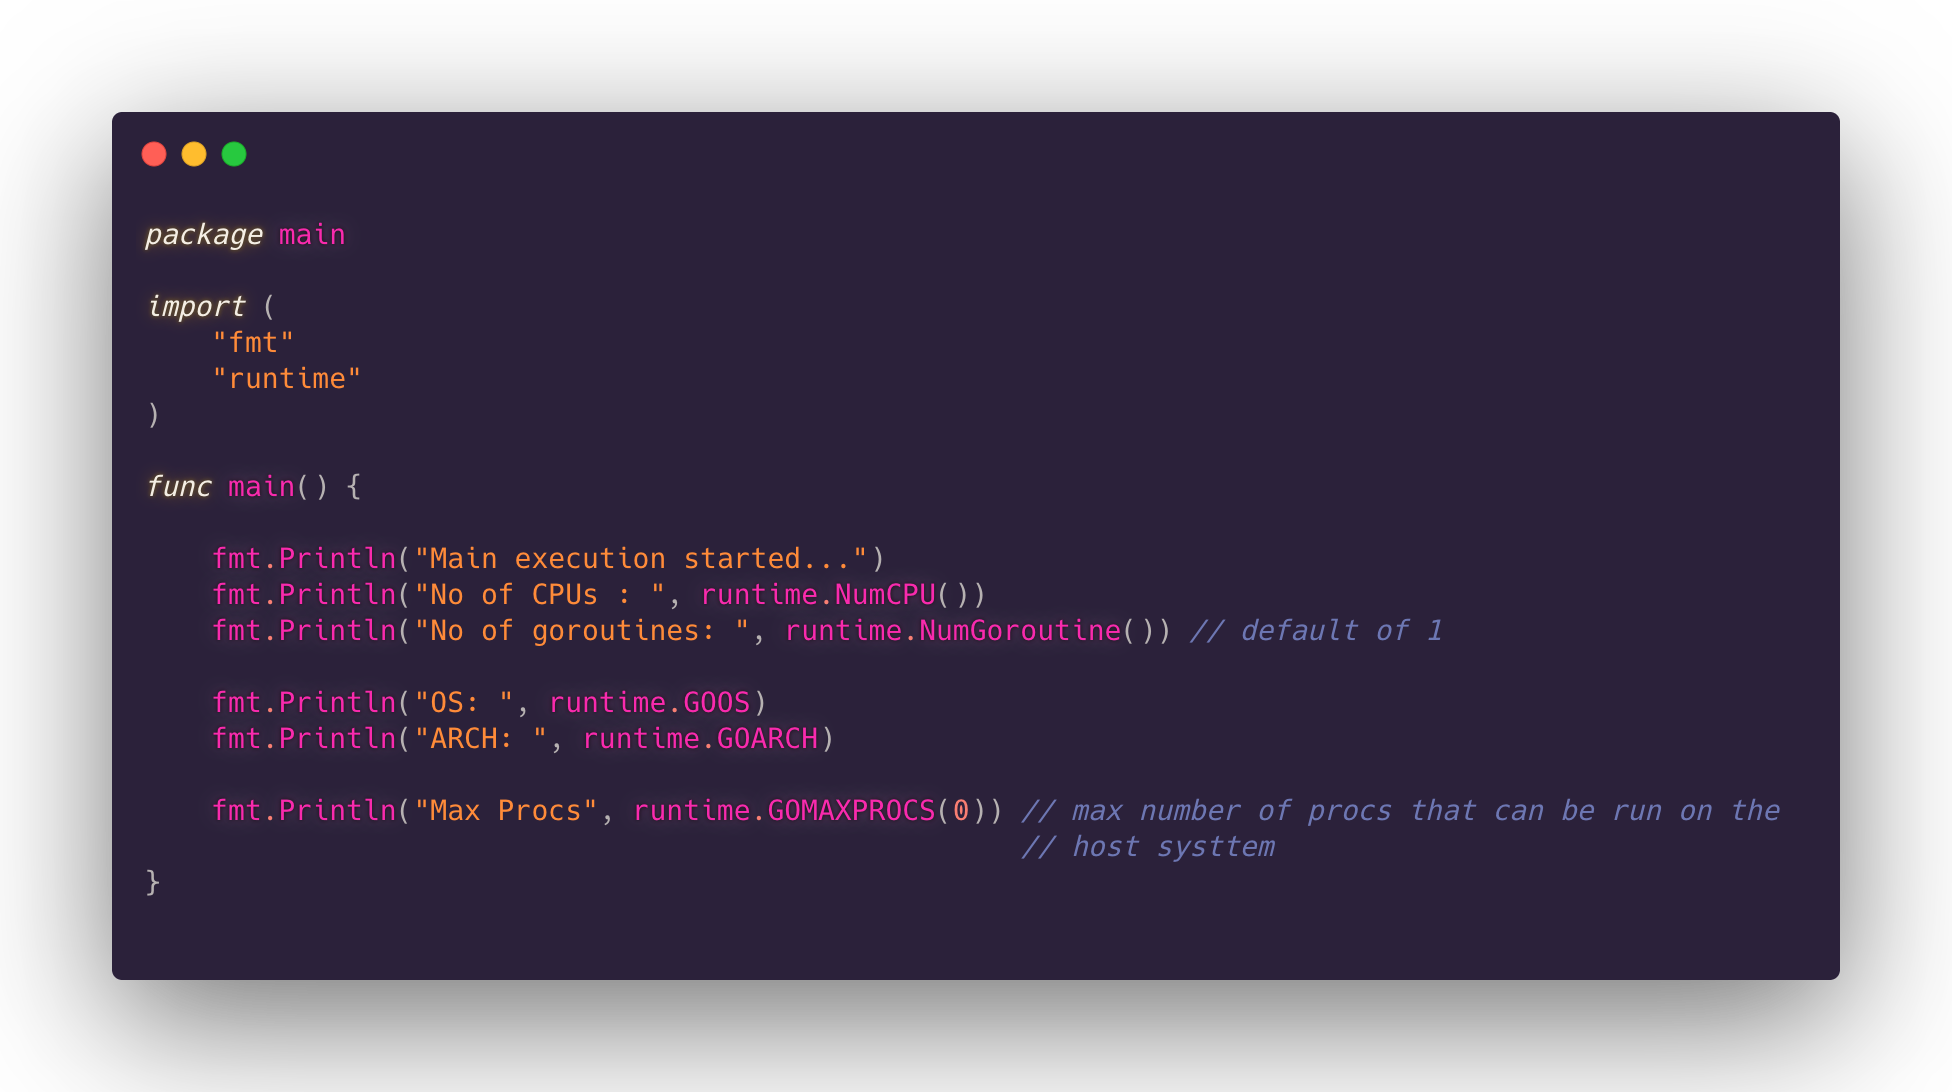 package main
import (
    "fmt"
    "runtime"
)
func main() {
    fmt.Println("Main execution started...")
    fmt.Println("No of CPUs : ", runtime.NumCPU())
    fmt.Println("No of goroutines: ", runtime.NumGoroutine()) // default of 1
    fmt.Println("OS: ", runtime.GOOS)
    fmt.Println("ARCH: ", runtime.GOARCH)
    fmt.Println("Max Procs", runtime.GOMAXPROCS(0)) // max number of procs that can be run on the
                                                    // host systtem
}